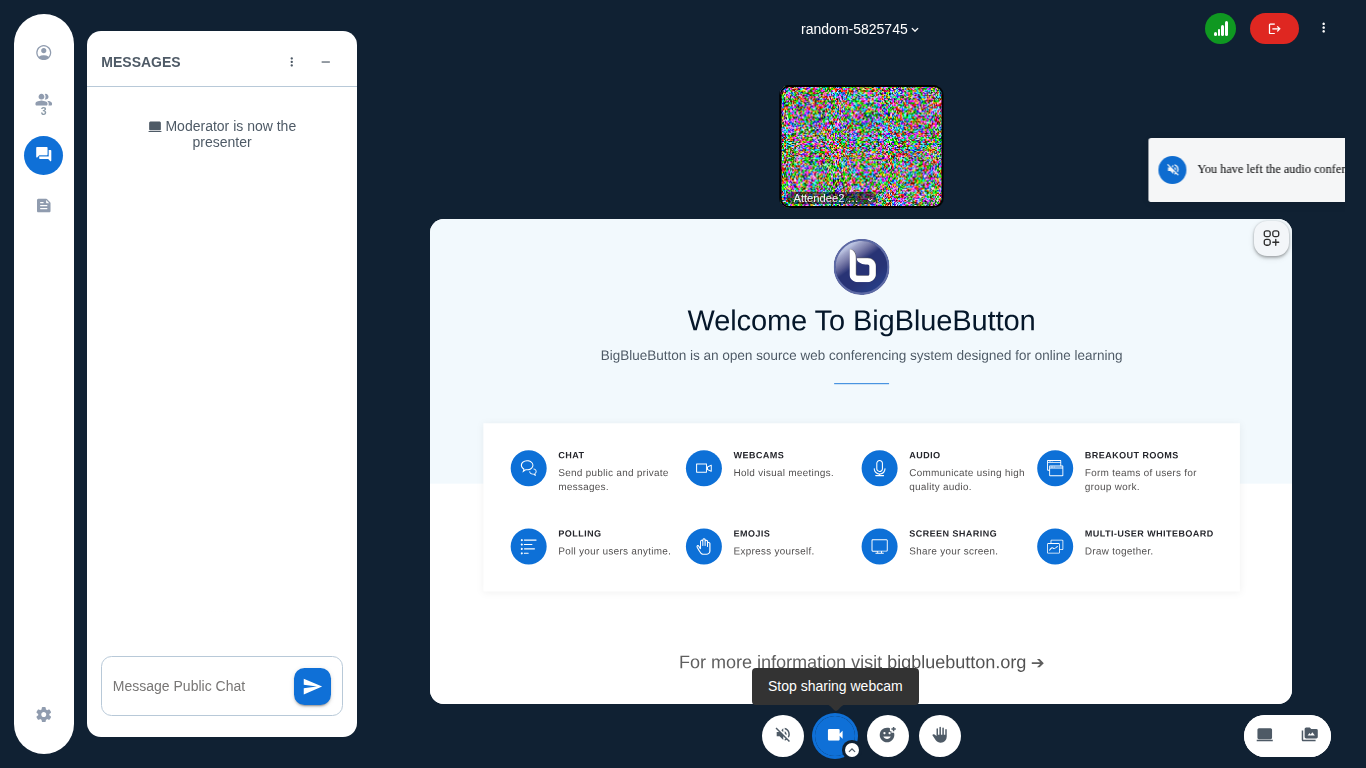 random-5825745
MESSAGES
3
Moderator is now the
presenter
Attendee2 ...
You have left the audio confer
Welcome To BigBlueButton
BigBlueButton is an open source web conferencing system designed for online learning
CHAT
Send public and private
messages.
WEBCAMS
Hold visual meetings.
AUDIO
Communicate using high
quality audio.
BREAKOUT ROOMS
Form teams of users for
group work.
POLLING
Poll your users anytime.
EMOJIS
Express yourself.
SCREEN SHARING
Share your screen.
MULTI-USER WHITEBOARD
Draw together.
For more information visit bigbluebutton.org →
Message Public Chat
Stop sharing webcam